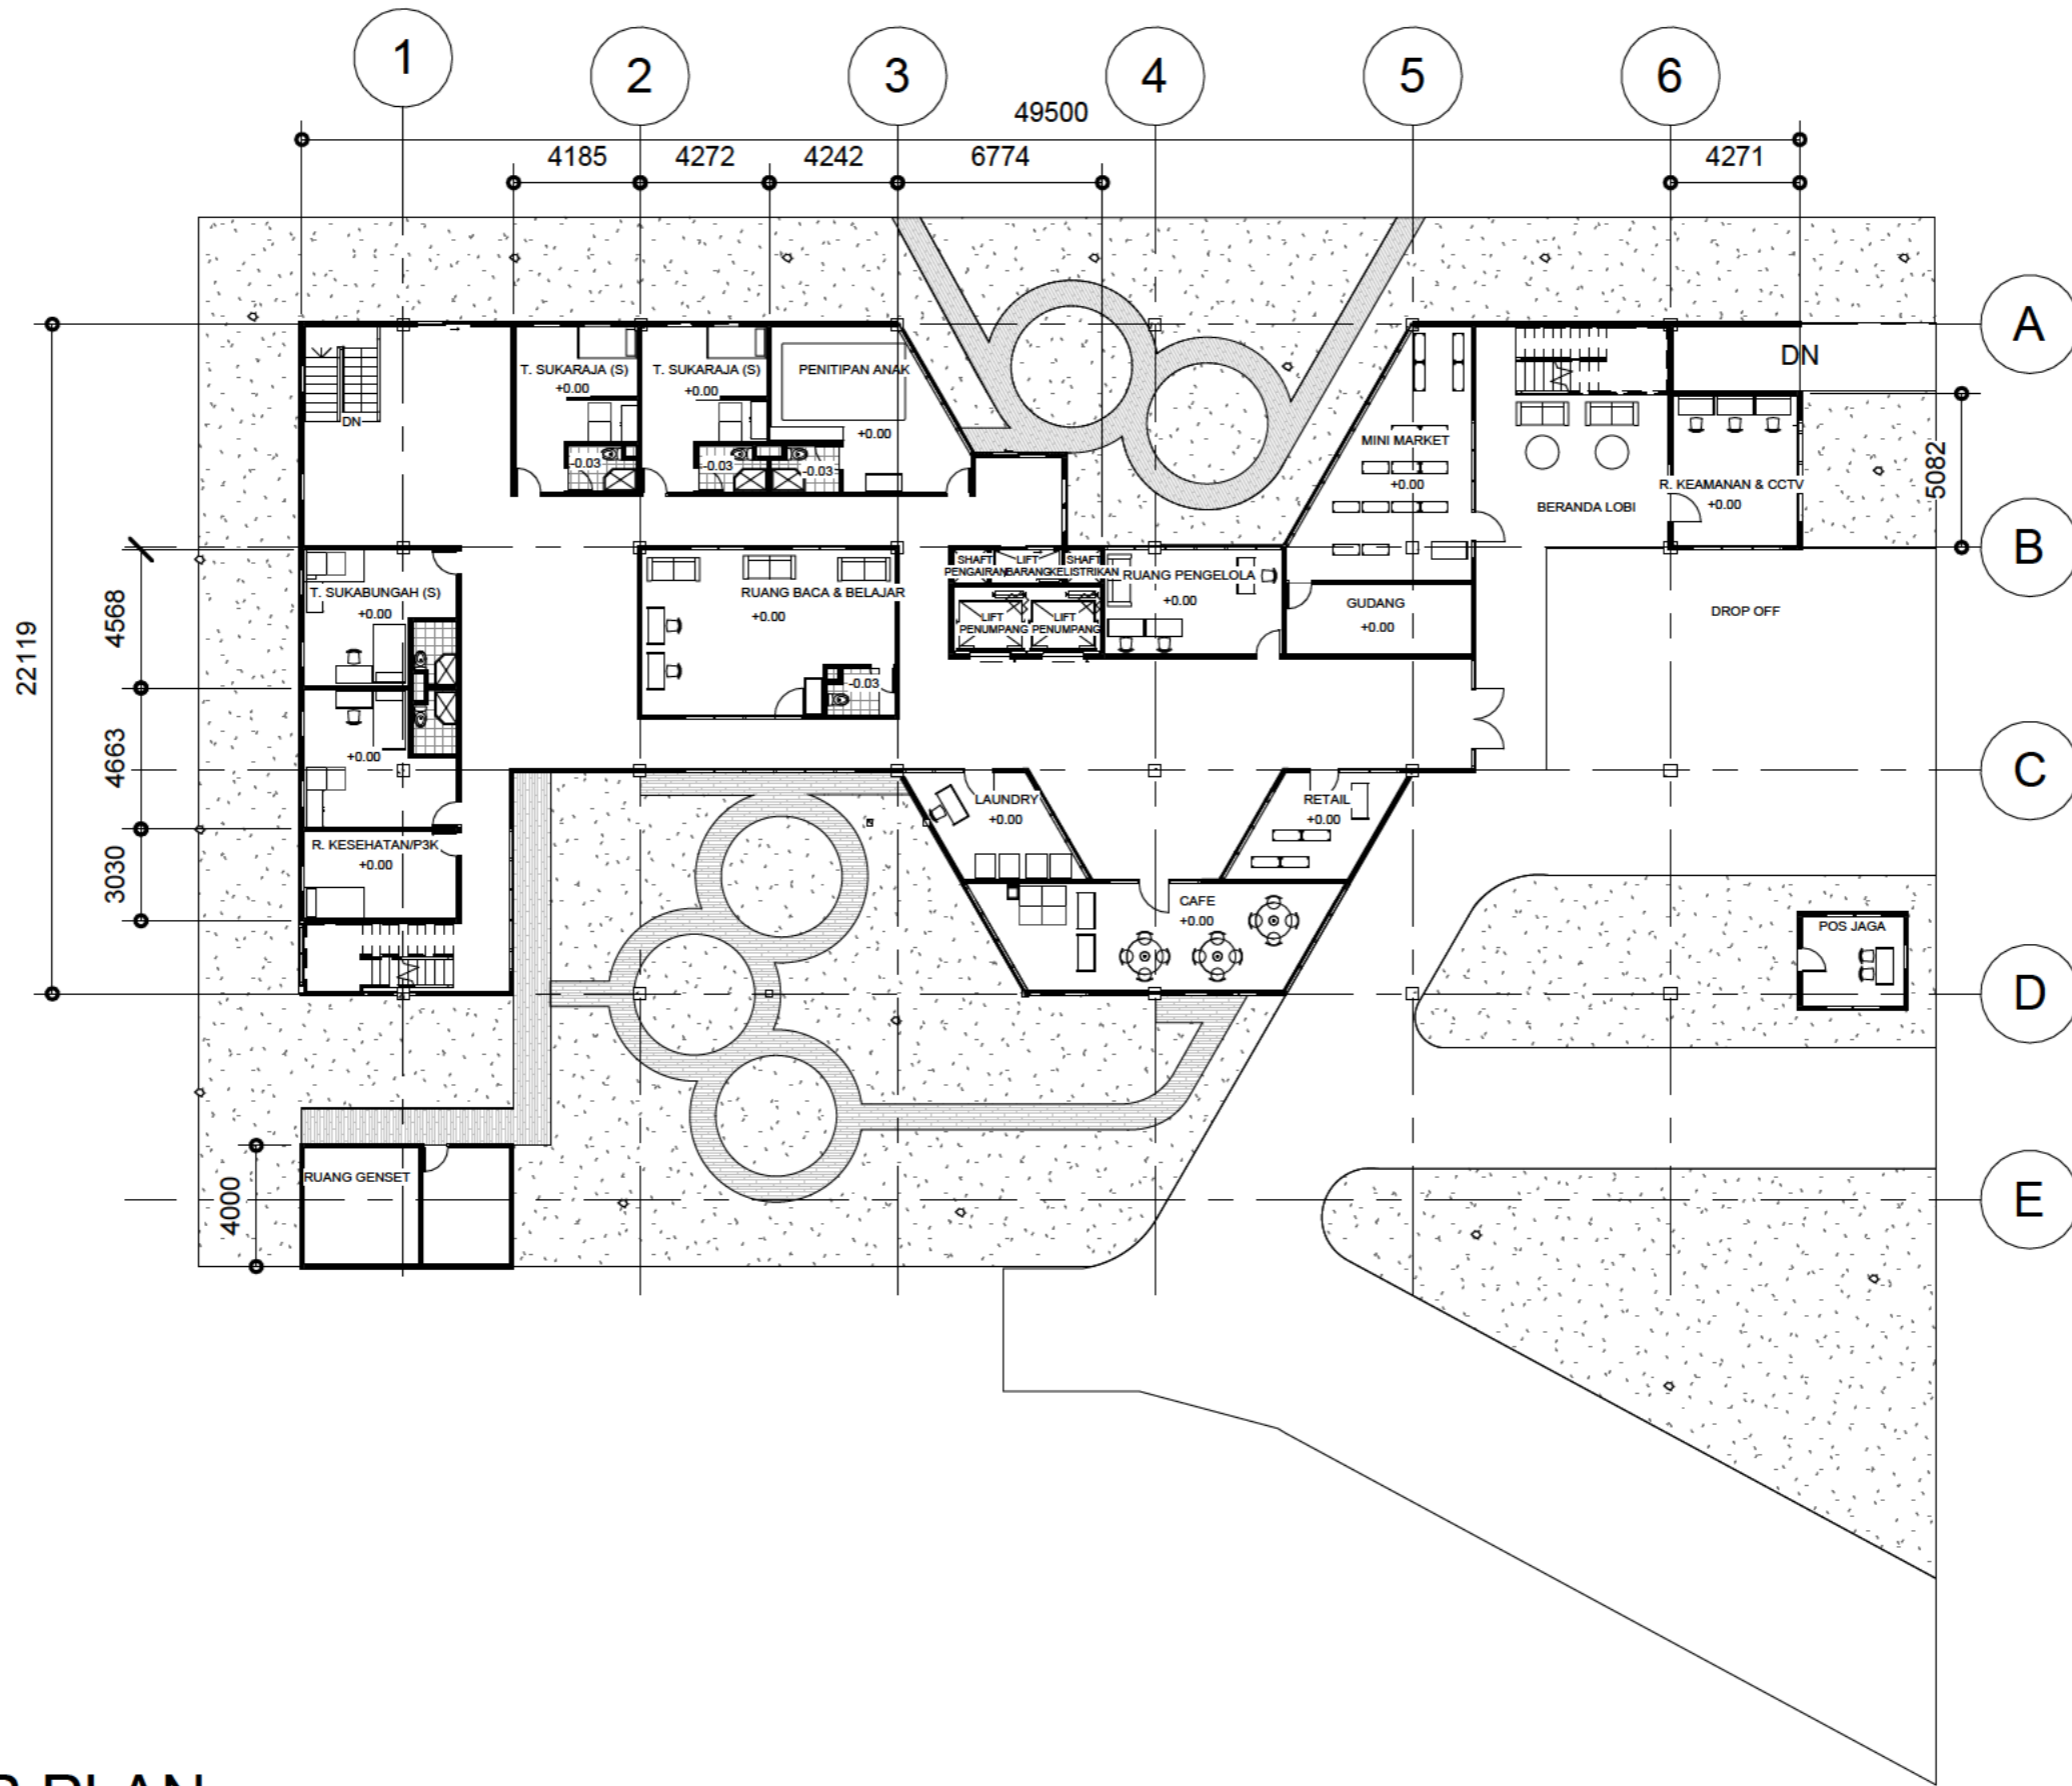 1
2
3
4
5
6
49500
4185
4272
4242
6774
4271
A
B
C
D
E
22119
4568
4663
3030
4000
5082
DN
DN
T. SUKARAJA (S)
+0.00
T. SUKARAJA (S)
+0.00
PENITIPAN ANAK
+0.00
-0.03
-0.03
-0.03
MINI MARKET
+0.00
BERANDA LOBI
R. KEAMANAN & CCTV
+0.00
T. SUKABUNGAH (S)
+0.00
RUANG BACA & BELAJAR
+0.00
-0.03
SHAFT
PENGAIRAN
LIFT
BARANG
SHAFT
KELISTRIKAN
LIFT
PENUMPANG
LIFT
PENUMPANG
RUANG PENGELOLA
+0.00
GUDANG
+0.00
DROP OFF
+0.00
R. KESEHATAN/P3K
+0.00
LAUNDRY
+0.00
RETAIL
+0.00
CAFE
+0.00
POS JAGA
RUANG GENSET
PLAN